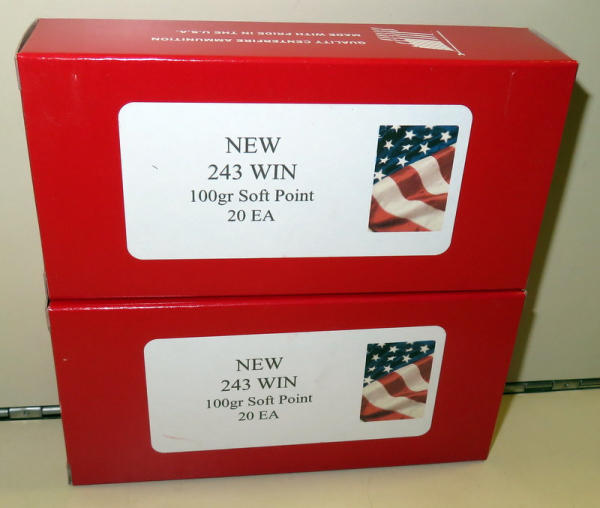 QUALITY CENTERFIRE AMMUNITION
MADE WITH PRIDE IN THE U.S.A.
NEW
243 WIN
100gr Soft Point
20 EA
NEW
243 WIN
100gr Soft Point
20 EA